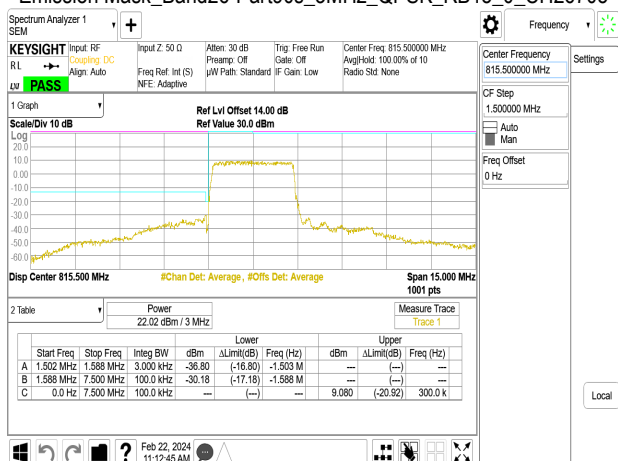 Spectrum Analyzer 1
SEM
Frequency
Settings
KEYSIGHT
Input: RF
Coupling: DC
Align: Auto
Input Z: 50 Ω
Freq Ref: Int (S)
NFE: Adaptive
Atten: 30 dB
Preamp: Off
µW Path: Standard
Trig: Free Run
Gate: Off
IF Gain: Low
Center Freq: 815.500000 MHz
Avg|Hold: 100.00% of 10
Radio Std: None
RL
PASS
Center Frequency
815.500000 MHz
CF Step
1.500000 MHz
Auto
Man
Freq Offset
0 Hz
1 Graph
Scale/Div 10 dB
Ref Lvl Offset 14.00 dB
Ref Value 30.0 dBm
Log
20.0
10.0
0.00
-10.0
-20.0
-30.0
-40.0
-50.0
-60.0
Disp Center 815.500 MHz
#Chan Det: Average, #Offs Det: Average
Span 15.000 MHz
1001 pts
2 Table
Power
22.02 dBm / 3 MHz
Measure Trace
Trace 1
Lower Upper
Start Freq Stop Freq Integ BW dBm ΔLimit(dB) Freq (Hz) dBm ΔLimit(dB) Freq (Hz)
A 1.502 MHz 1.588 MHz 3.000 kHz -36.80 (-16.80) -1.503 M --- (---) ---
B 1.588 MHz 7.500 MHz 100.0 kHz -30.18 (-17.18) -1.588 M --- (---) ---
C 0.0 Hz 7.500 MHz 100.0 kHz --- (---) --- 9.080 (-20.92) 300.0 k
Local
?
Feb 22, 2024
11:12:45 AM